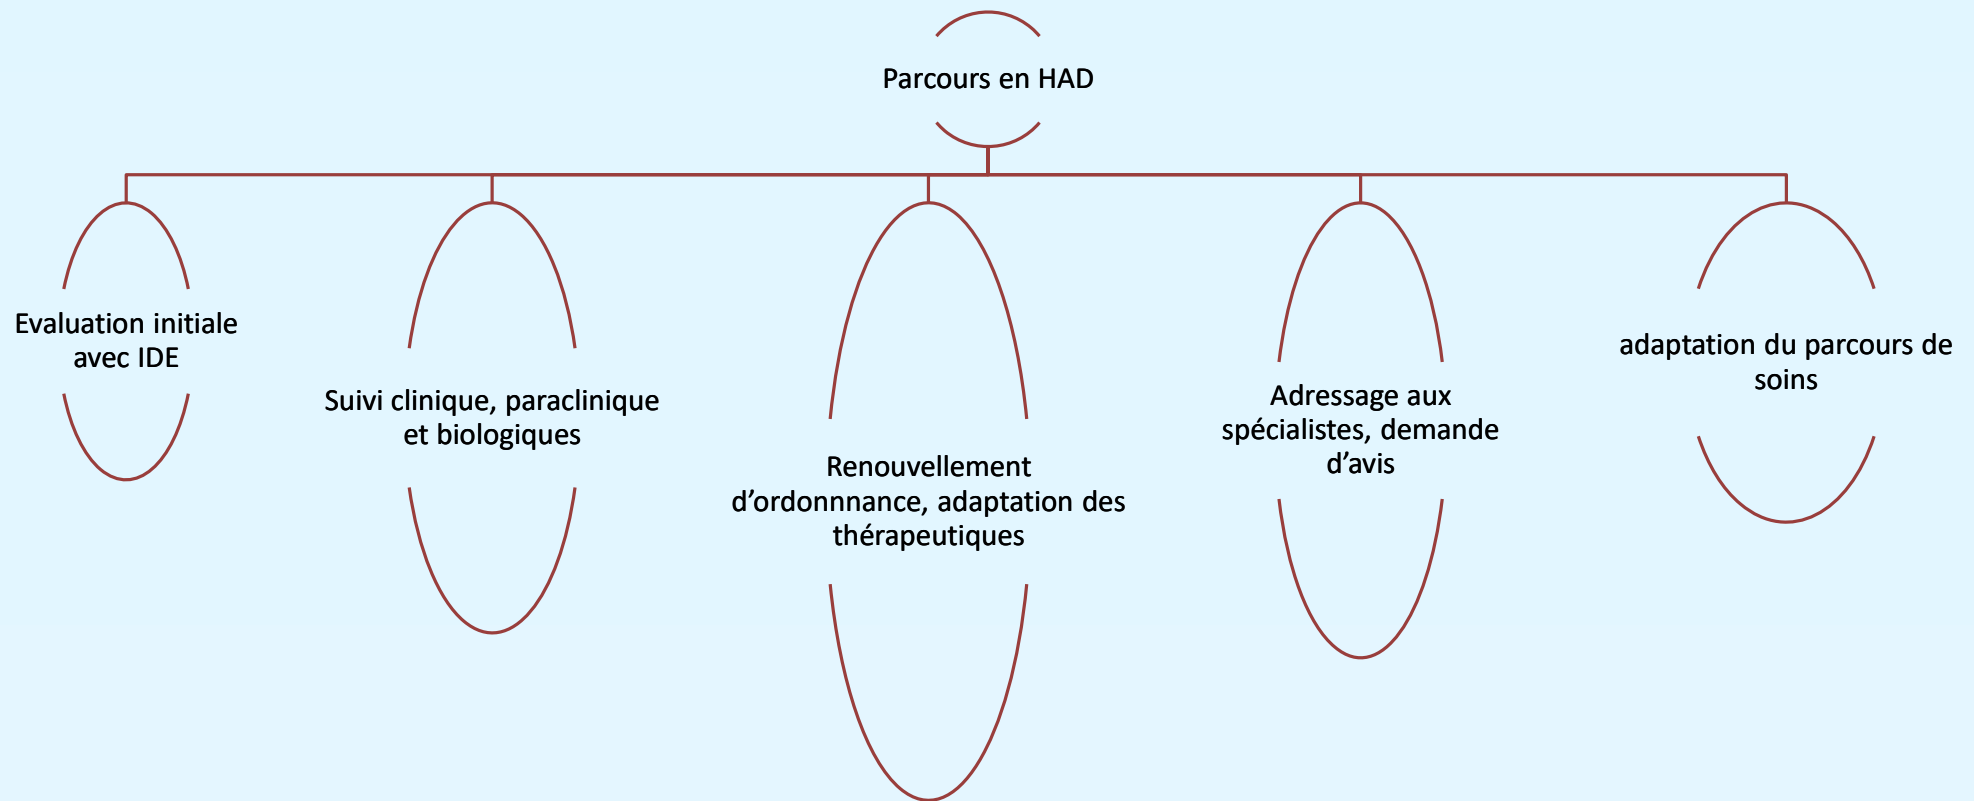 Parcours en HAD
Evaluation initiale
avec IDE
Suivi clinique, paraclinique
et biologiques
Renouvellement
d’ordonnnance, adaptation des
thérapeutiques
Adressage aux
spécialistes, demande
d’avis
adaptation du parcours de
soins